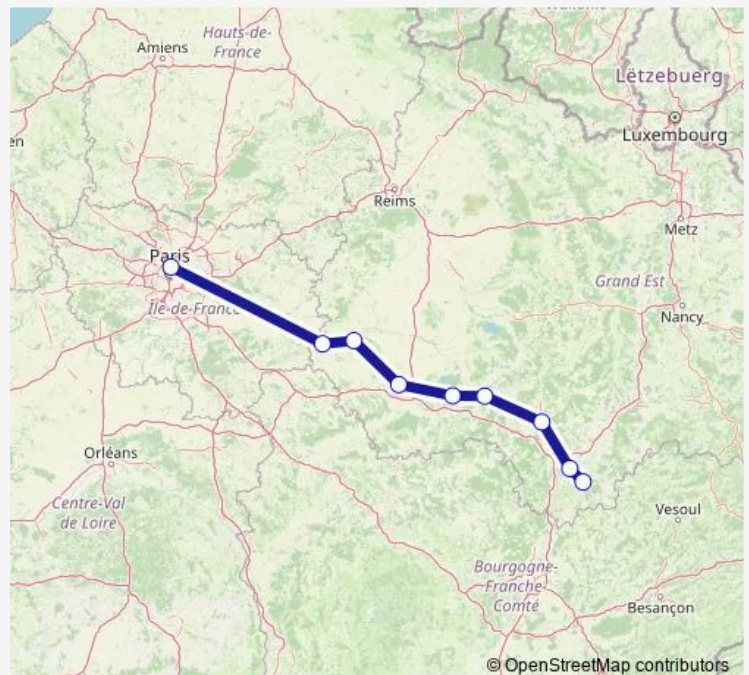 Wallonie
Hauts-de-
France
Amiens
Lëtzebuerg
Luxembourg
en
Reims
Metz
Paris
Grand Est
Île-de-France
Nancy
Orléans
Centre-Val
de Loire
Vesoul
Bourgogne-
Franche-
Comté
Besançon
© OpenStreetMap contributors